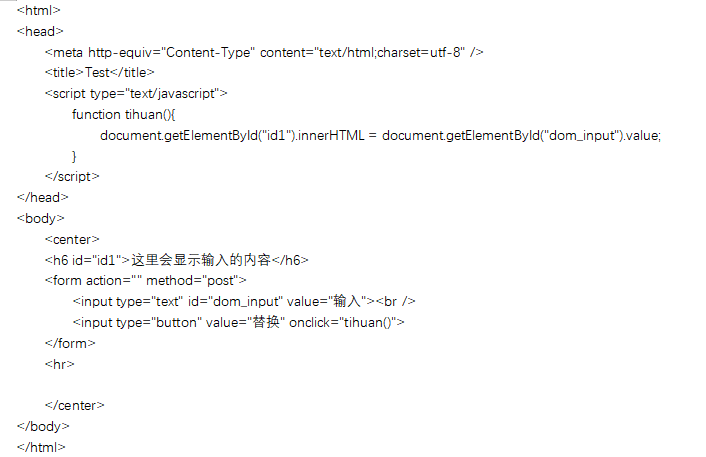 <html>
<head>
<meta http-equiv="Content-Type" content="text/html;charset=utf-8" />
<title>Test</title>
<script type="text/javascript">
function tihuan(){
document.getElementById("id1").innerHTML = document.getElementById("dom_input").value;
}
</script>
</head>
<body>
<center>
<h6 id="id1">这里会显示输入的内容</h6>
<form action="" method="post">
<input type="text" id="dom_input" value="输入"><br />
<input type="button" value="替换" onclick="tihuan()">
</form>
<hr>
</center>
</body>
</html>